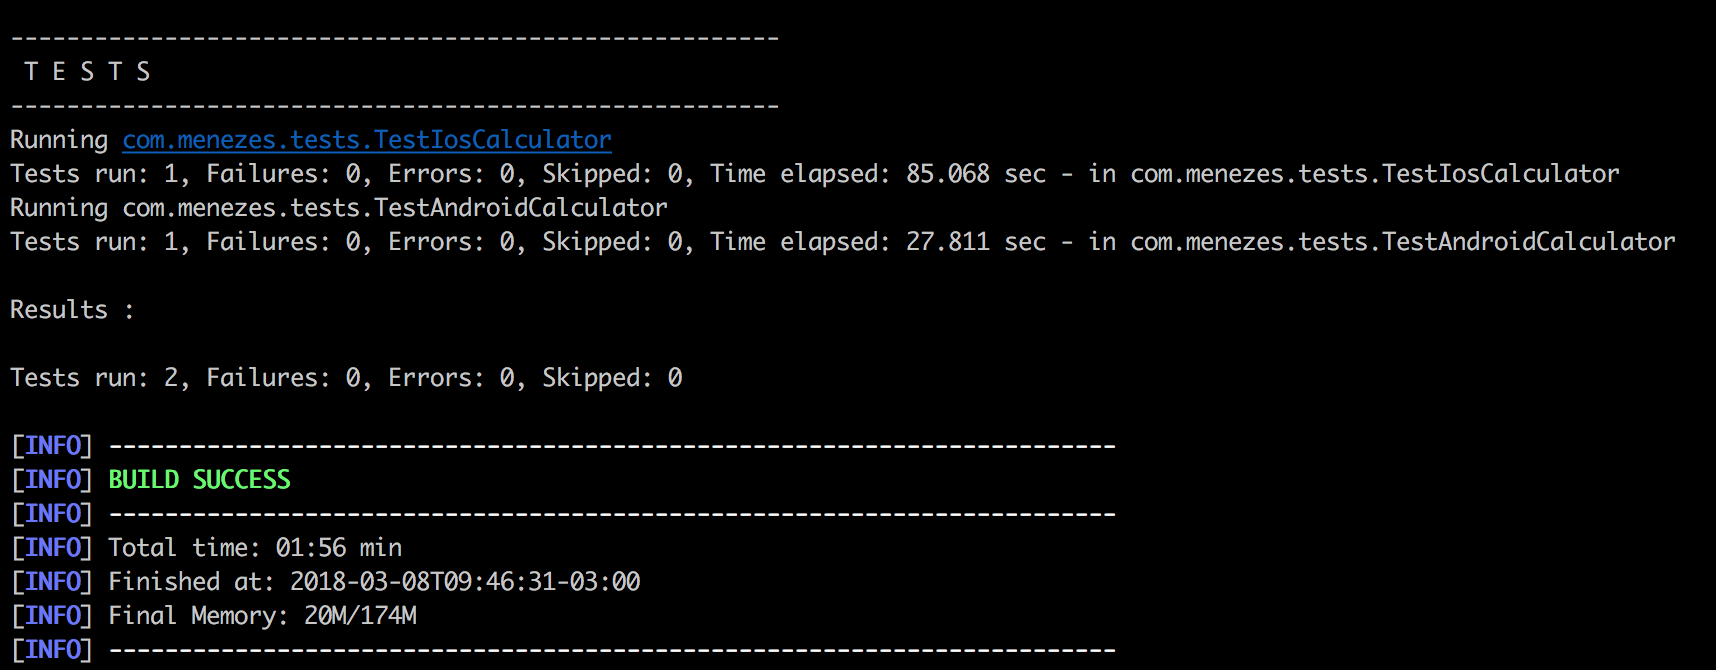 -------------------------------------------------------
 T E S T S
-------------------------------------------------------
Running com.menezes.tests.TestIosCalculator
Tests run: 1, Failures: 0, Errors: 0, Skipped: 0, Time elapsed: 85.068 sec - in com.menezes.tests.TestIosCalculator
Running com.menezes.tests.TestAndroidCalculator
Tests run: 1, Failures: 0, Errors: 0, Skipped: 0, Time elapsed: 27.811 sec - in com.menezes.tests.TestAndroidCalculator
Results :
Tests run: 2, Failures: 0, Errors: 0, Skipped: 0
[INFO] ------------------------------------------------------------------------
[INFO] BUILD SUCCESS
[INFO] ------------------------------------------------------------------------
[INFO] Total time: 01:56 min
[INFO] Finished at: 2018-03-08T09:46:31-03:00
[INFO] Final Memory: 20M/174M
[INFO] ------------------------------------------------------------------------